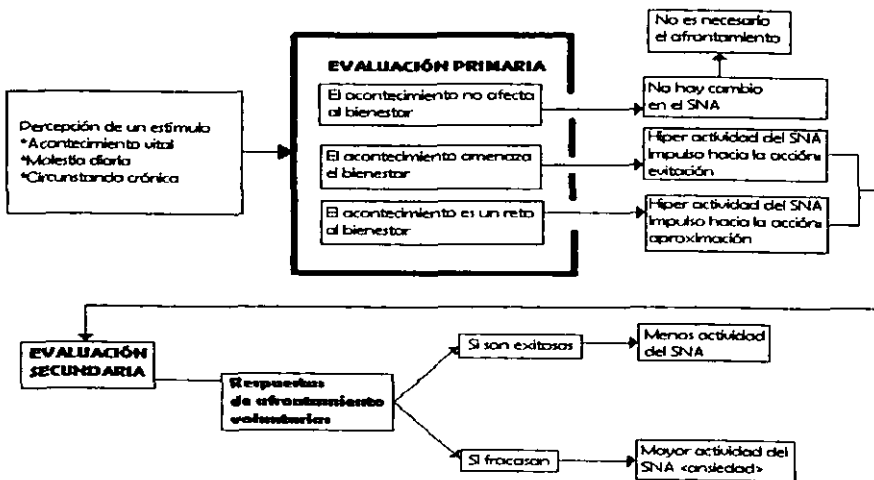 No es necesario
el afrontamiento
EVALUACIÓN PRIMARIA
El acontecimiento no afecta
al bienestar
No hay cambio
en el SNA
Percepción de un estímulo
*Acontecimiento vital
*Molestia diaria
*Circunstancia crónica
El acontecimiento amenaza
el bienestar
Hiper actividad del SNA
Impulso hacia la acción:
evitación
El acontecimiento es un reto
al bienestar
Hiper actividad del SNA
Impulso hacia la acción:
aproximación
EVALUACIÓN
SECUNDARIA
Respuestas
de afrontamiento
voluntarias
Si son exitosas
Menos actividad
del SNA
Si fracasan
Mayor actividad del
SNA <ansiedad>